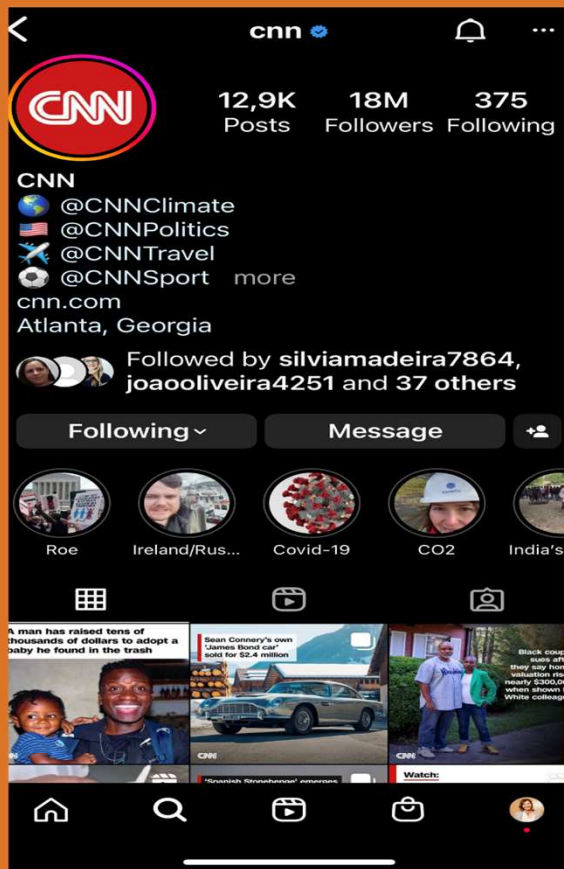 cnn
CNN
12,9K 18M 375
Posts Followers Following
CNN
@CNNClimate
@CNNPolitics
@CNNTravel
@CNNSport more
cnn.com
Atlanta, Georgia
Followed by silviamadeira7864,
joaooliveira4251 and 37 others
Following Message
Roe Ireland/Rus... Covid-19 CO2 India's
A man has raised tens of
thousands of dollars to adopt a
baby he found in the trash
CNN
Sean Connery's own
'James Bond car'
sold for $2.4 million
CNN
Black coup
sues aft
they say hom
valuation ris
nearly $300,00
when shown b
White colleagu
CNN
'Spanish Stonehenge' emerges
Watch: